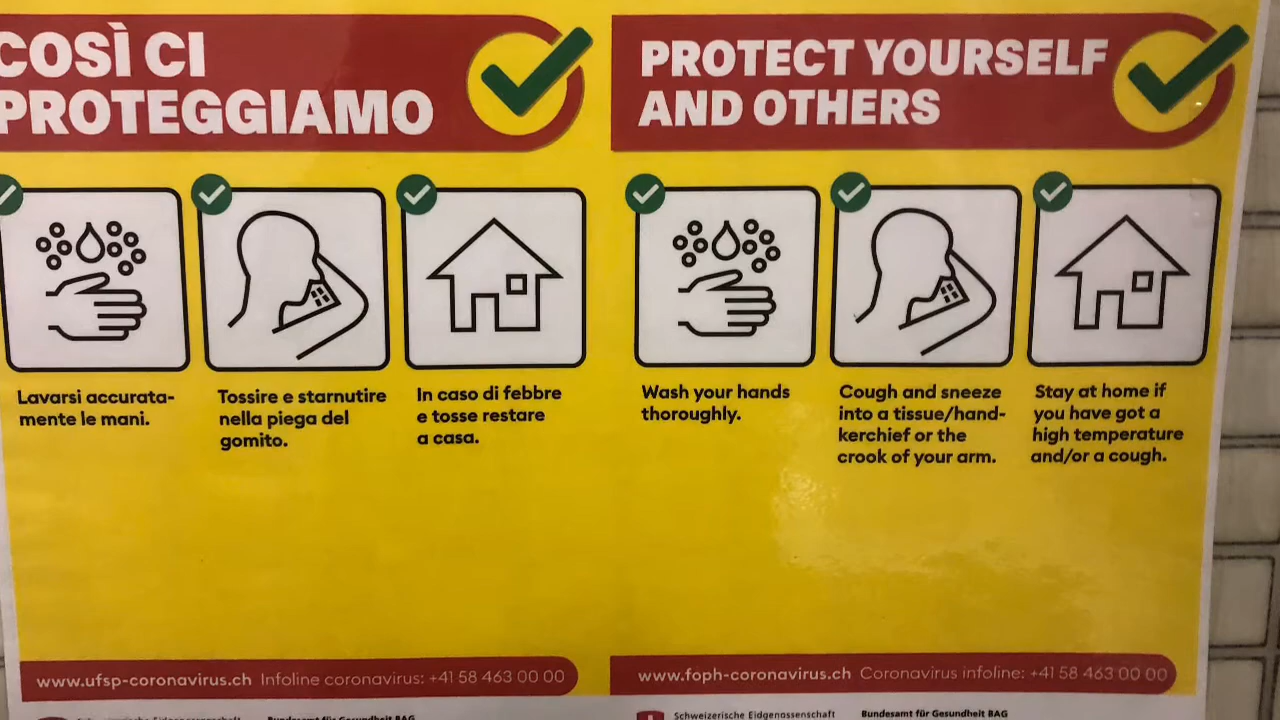 COSÌ CI
PROTEGGIAMO
Lavarsi accurata-
mente le mani.
Tossire e starnutire
nella piega del
gomito.
In caso di febbre
e tosse restare
a casa.
www.ufsp-coronavirus.ch Infoline coronavirus: +41 58 463 00 00
Bundesamt für Gesundheit BAG
PROTECT YOURSELF
AND OTHERS
Wash your hands
thoroughly.
Cough and sneeze
into a tissue/hand-
kerchief or the
crook of your arm.
Stay at home if
you have got a
high temperature
and/or a cough.
www.foph-coronavirus.ch Coronavirus infoline: +41 58 463 00 00
Schweizerische Eidgenossenschaft
Bundesamt für Gesundheit BAG